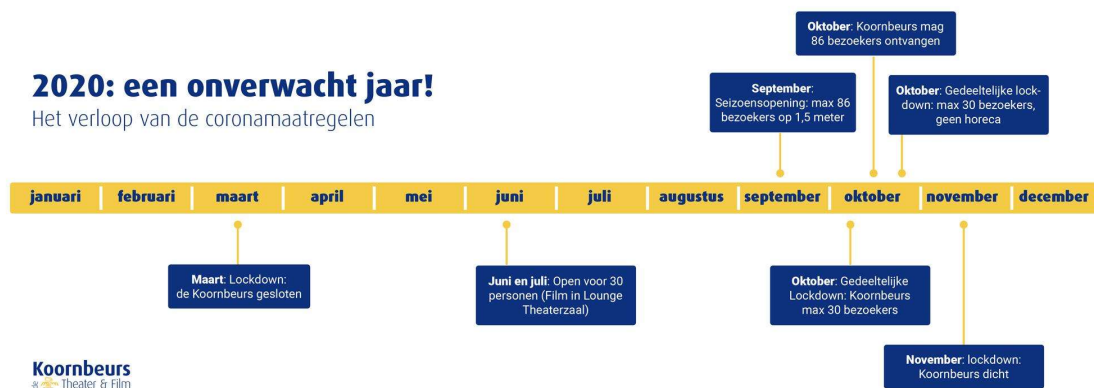 2020: een onverwacht jaar!
Het verloop van de coronamaatregelen
Oktober: Koornbeurs mag
86 bezoekers ontvangen
September:
Seizoensopening: max 86
bezoekers op 1,5 meter
Oktober: Gedeeltelijke lock-
down: max 30 bezoekers,
geen horeca
januari februari maart april mei juni juli augustus september oktober november december
Maart: Lockdown:
de Koornbeurs gesloten
Juni en juli: Open voor 30
personen (Film in Lounge
Theaterzaal)
Oktober: Gedeeltelijke
Lockdown: Koornbeurs
max 30 bezoekers
November: lockdown:
Koornbeurs dicht
Koornbeurs
Theater & Film